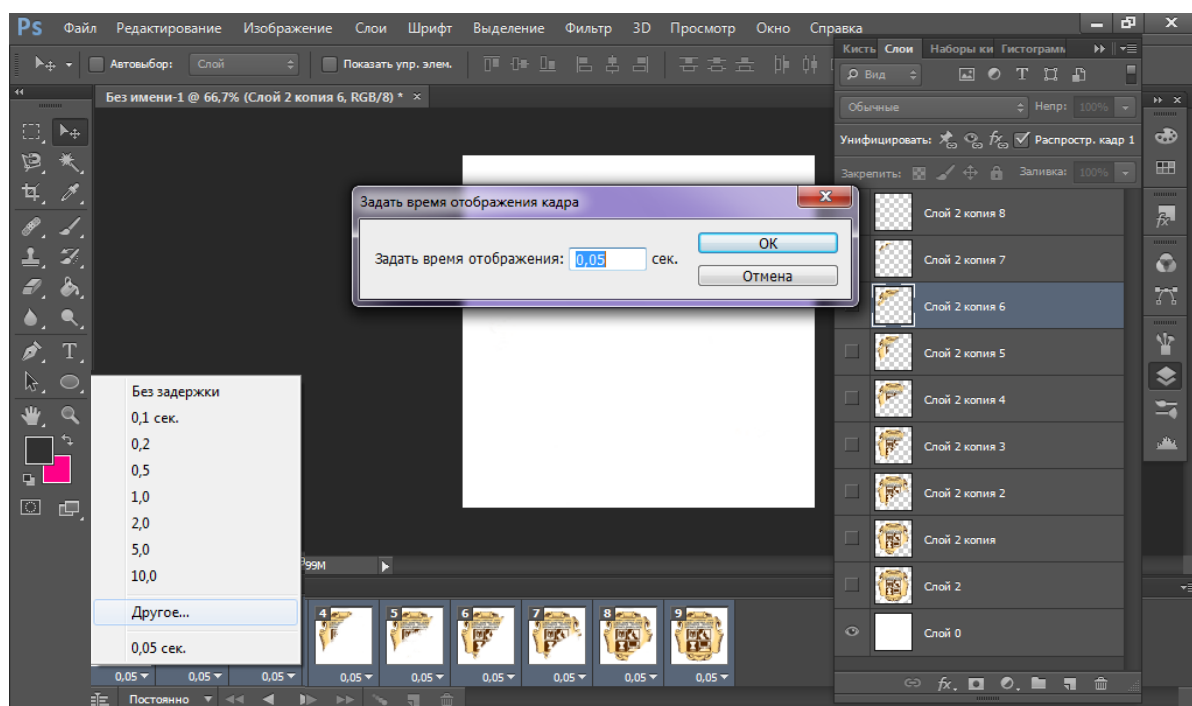 Ps Файл Редактирование Изображение Слои Шрифт Выделение Фильтр 3D Просмотр Окно Справка
Автовыбор: Слой Показать упр. элем.
Без имени-1 @ 66,7% (Слой 2 копия 6, RGB/8) * ×
Кисть Слои Наборы ки Гистограмм
Вид
Обычные Непр: 100%
Унифицировать: Распростр. кадр 1
Закрепить: Заливка: 100%
Слой 2 копия 8
Слой 2 копия 7
Слой 2 копия 6
Слой 2 копия 5
Слой 2 копия 4
Слой 2 копия 3
Слой 2 копия 2
Слой 2 копия
Слой 2
Слой 0
fx
Задать время отображения кадра
Задать время отображения: 0,05 сек.
OK
Отмена
Без задержки
0,1 сек.
0,2
0,5
1,0
2,0
5,0
10,0
Другое...
0,05 сек.
99M
4 5 6 7 8 9
0,05 0,05 0,05 0,05 0,05 0,05 0,05 0,05 0,05
Постоянно